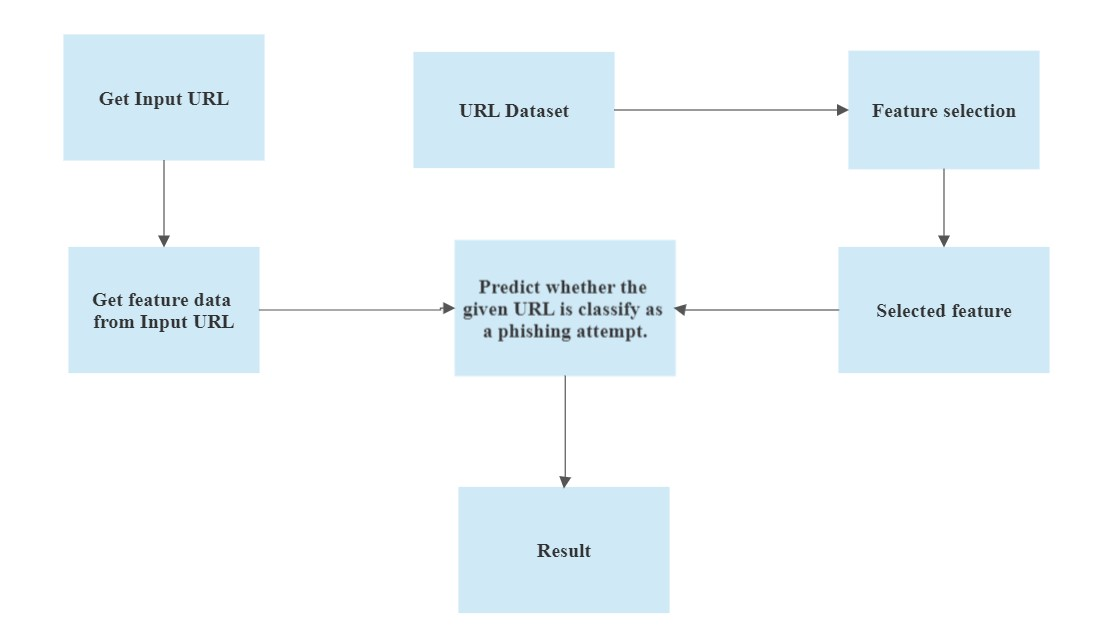 Get Input URL
URL Dataset
Feature selection
Get feature data
from Input URL
Predict whether the
given URL is classify as
a phishing attempt.
Selected feature
Result